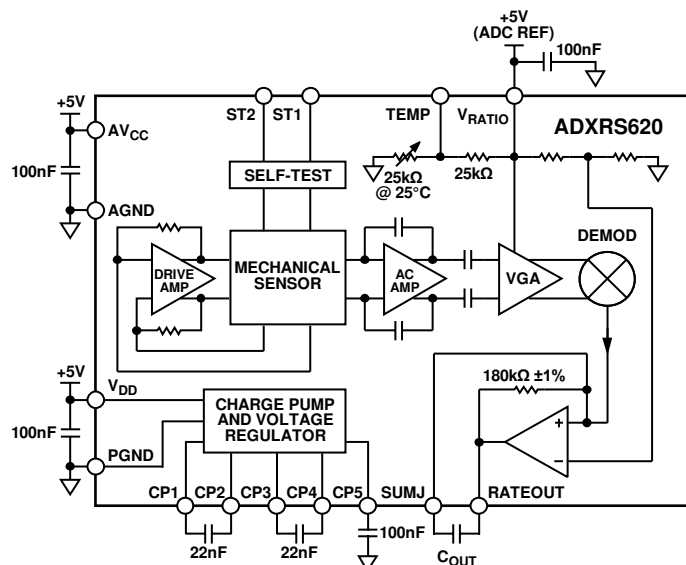 +5V
(ADC REF)
100nF
+5V
ST2
ST1
TEMP
VRATIO
ADXRS620
AVCC
100nF
25kΩ
@ 25°C
25kΩ
SELF-TEST
AGND
DEMOD
DRIVE
AMP
MECHANICAL
SENSOR
AC
AMP
VGA
+5V
VDD
180kΩ ±1%
CHARGE PUMP
AND VOLTAGE
REGULATOR
+
100nF
−
PGND
CP1
CP2
CP3
CP4
CP5
SUMJ
RATEOUT
22nF
22nF
100nF
COUT